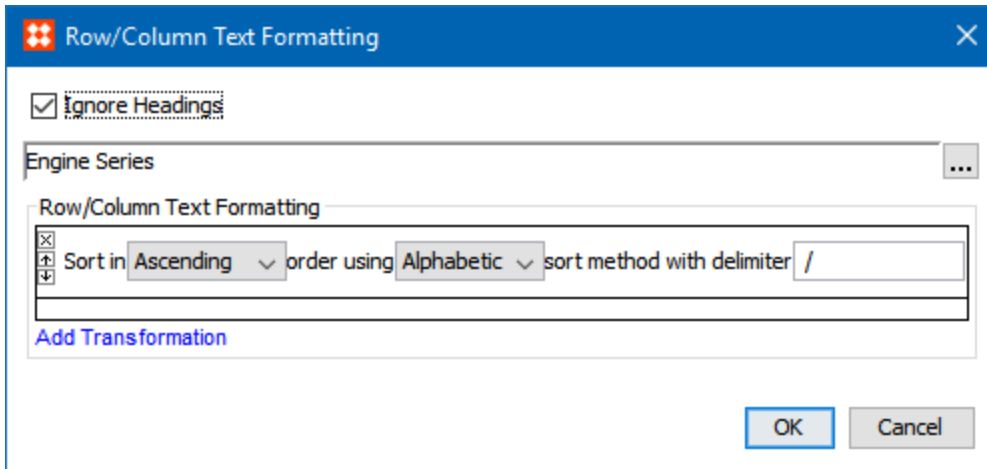 Row/Column Text Formatting
Ignore Headings
Engine Series
...
Row/Column Text Formatting
Sort in Ascending order using Alphabetic sort method with delimiter /
Add Transformation
OK Cancel